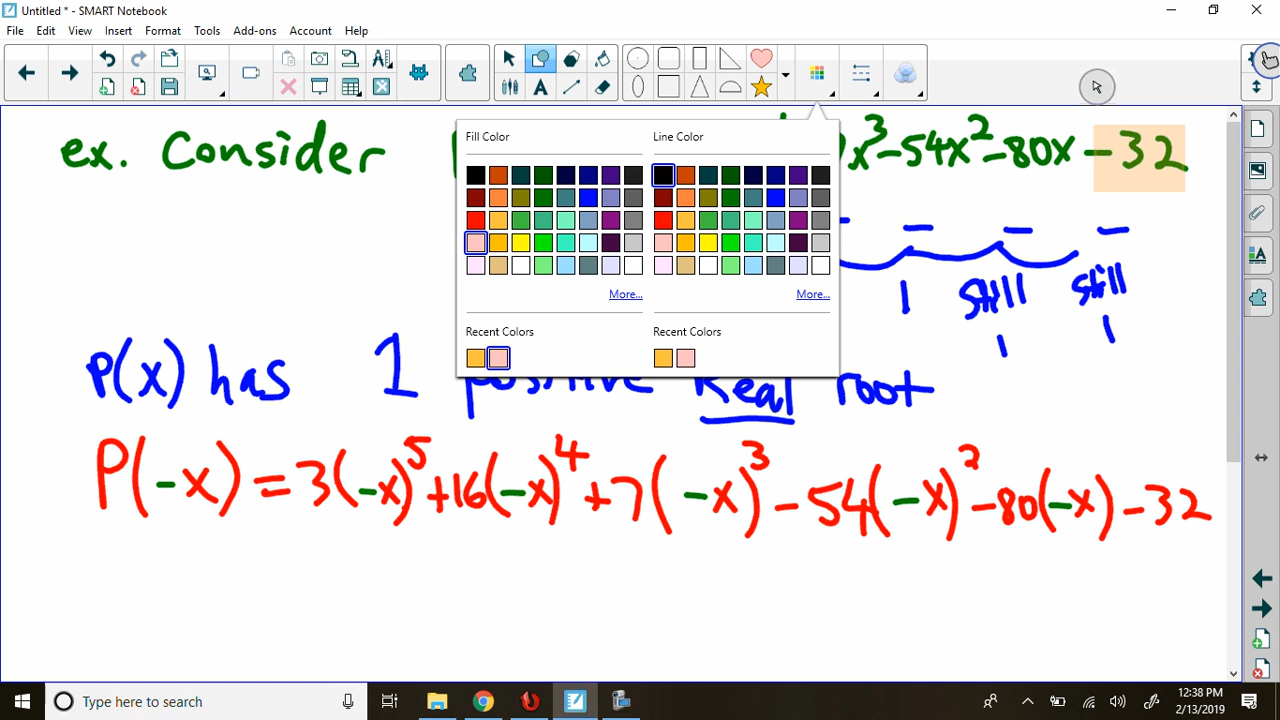 Untitled * - SMART Notebook
File Edit View Insert Format Tools Add-ons Account Help
Fill Color Line Color
ex. Consider x³-54x²-80x-32
More... More...
1 still still
1 1
Recent Colors Recent Colors
P(x) has 1 positive Real root
P(-x) = 3(-x)⁵+16(-x)⁴+7(-x)³-54(-x)²-80(-x)-32
Type here to search
12:38 PM
2/13/2019